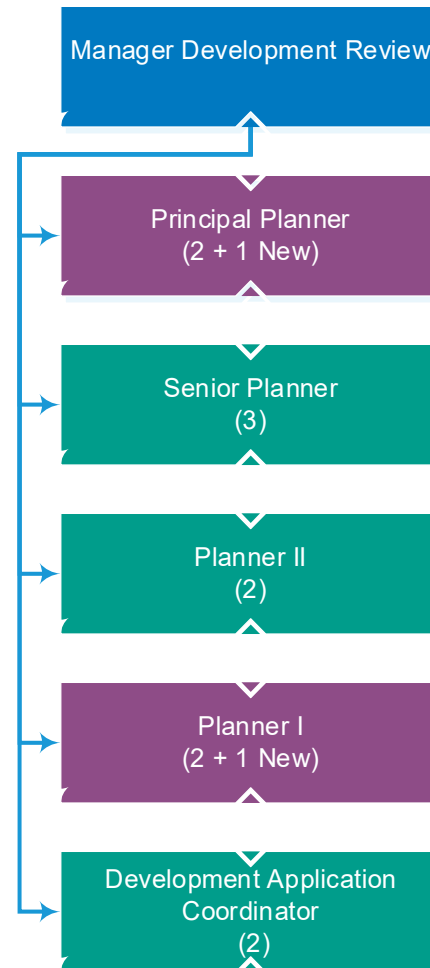 Manager Development Review
Principal Planner
(2 + 1 New)
Senior Planner
(3)
Planner II
(2)
Planner I
(2 + 1 New)
Development Application
Coordinator
(2)